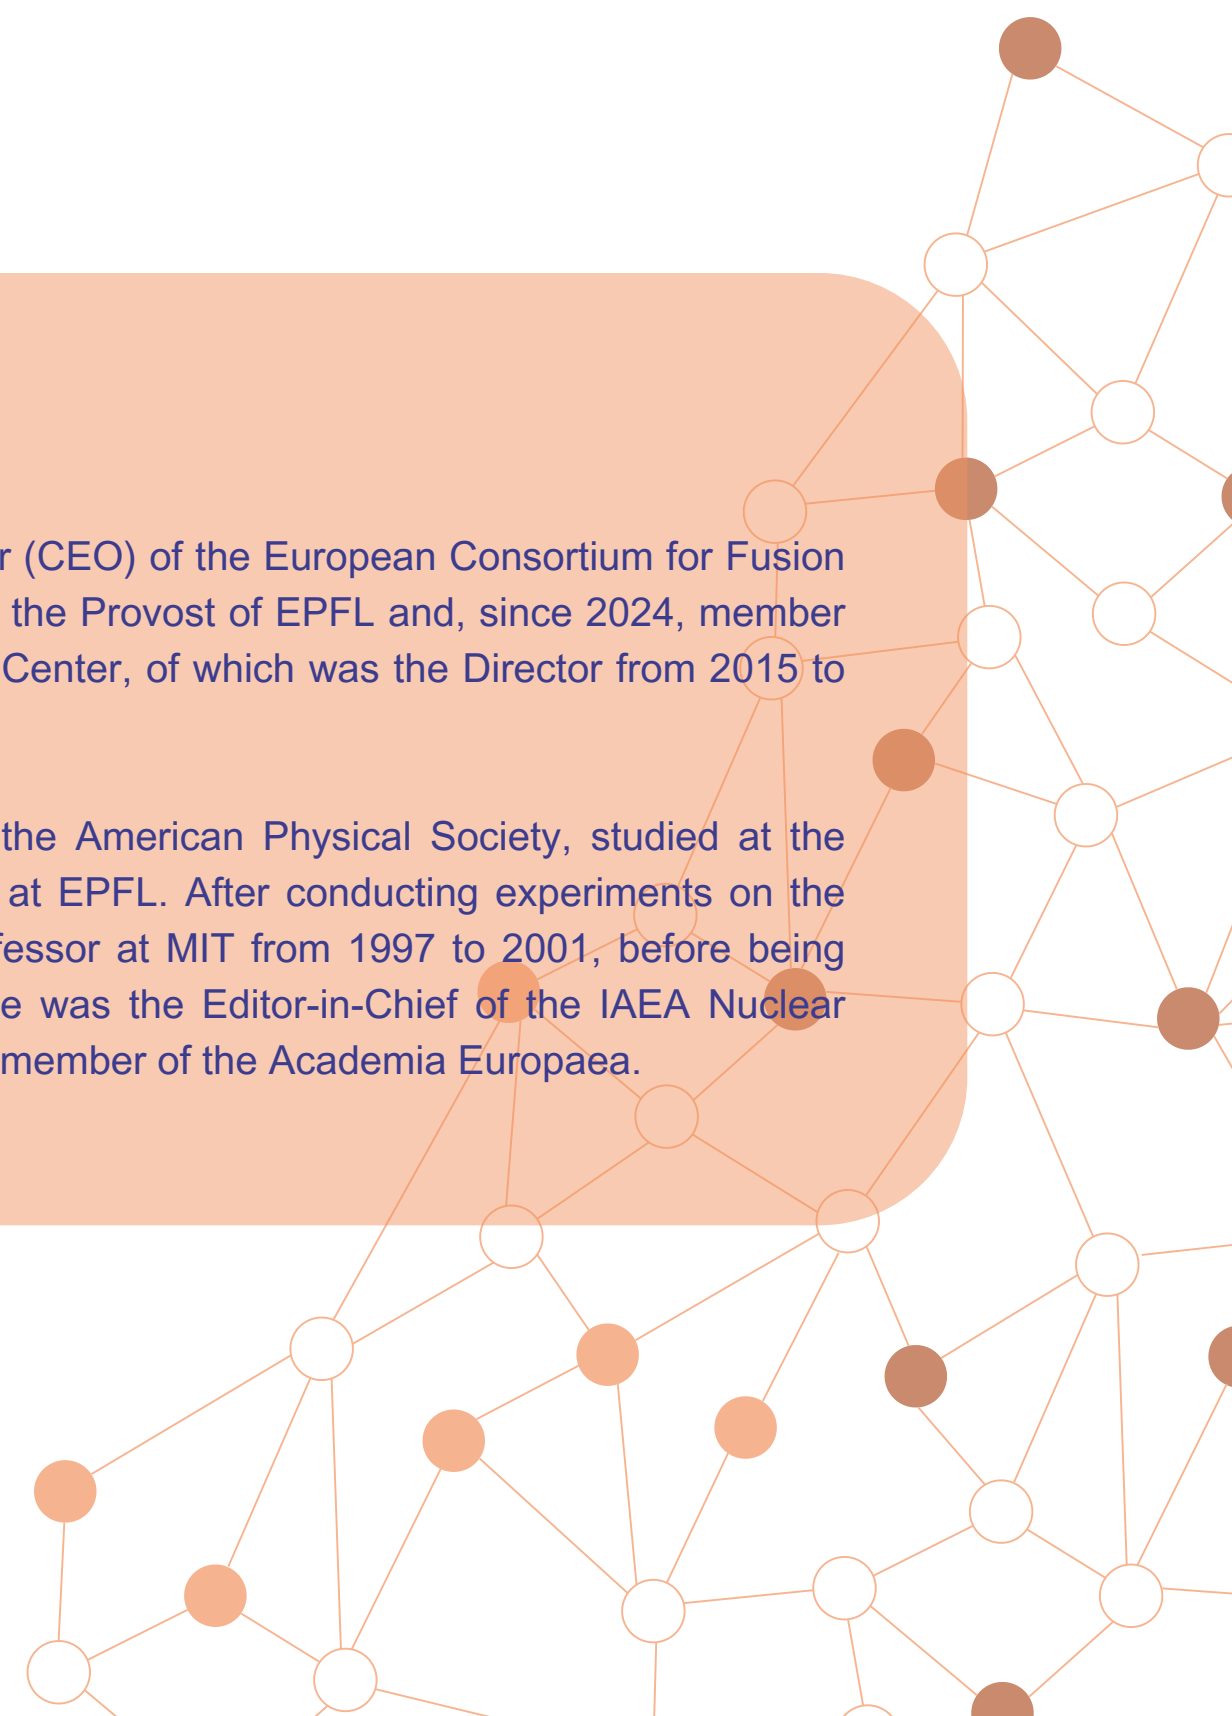 r (CEO) of the European Consortium for Fusion
the Provost of EPFL and, since 2024, member
Center, of which was the Director from 2015 to
the American Physical Society, studied at the
at EPFL. After conducting experiments on the
fessor at MIT from 1997 to 2001, before being
e was the Editor-in-Chief of the IAEA Nuclear
member of the Academia Europaea.